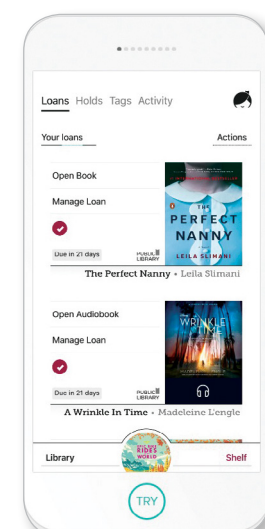 Loans Holds Tags Activity
Your loans Actions
Open Book
Manage Loan
Due in 21 days
PUBLIC
LIBRARY
THE
PERFECT
NANNY
LEILA SLIMANI
The Perfect Nanny • Leila Slimani
Open Audiobook
Manage Loan
Due in 21 days
PUBLIC
LIBRARY
WRINKLE
TIME
A Wrinkle In Time • Madeleine L'engle
Library
RIDES
WORLD
Shelf
TRY